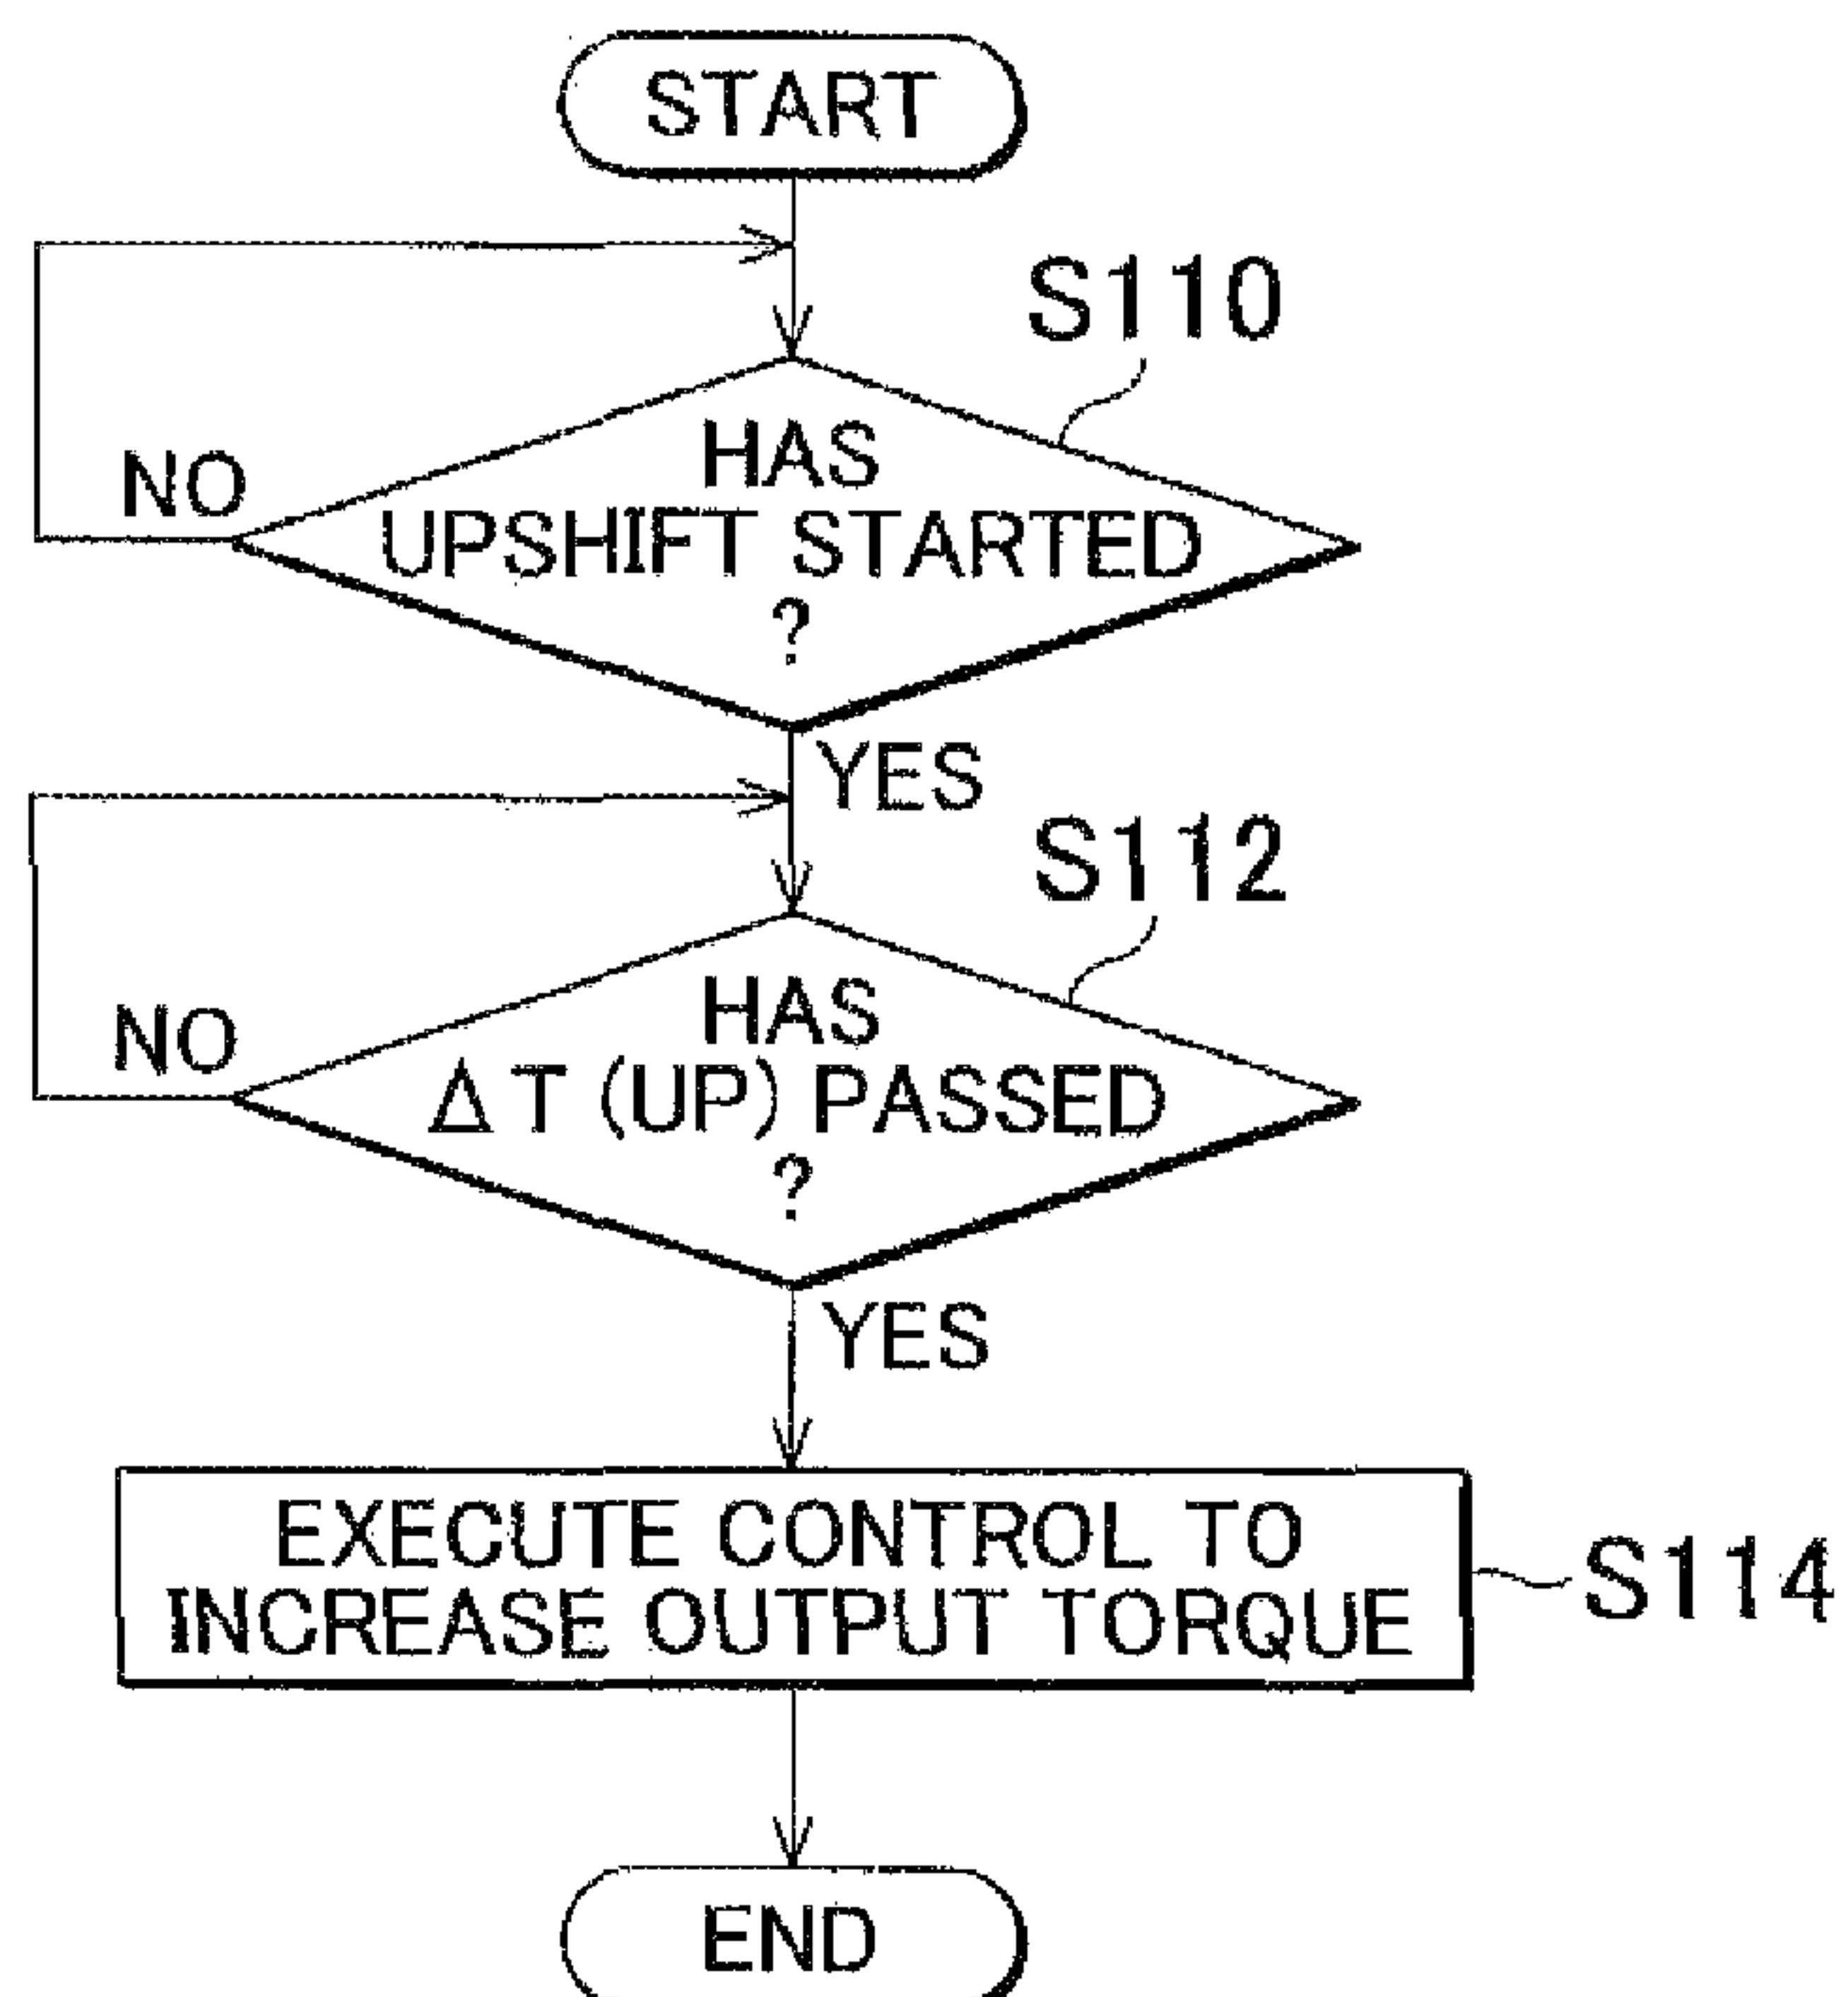 START
S110
HAS
UPSHIFT STARTED
?
NO
YES
S112
HAS
Δ T (UP) PASSED
?
NO
YES
EXECUTE CONTROL TO
INCREASE OUTPUT TORQUE
S114
END